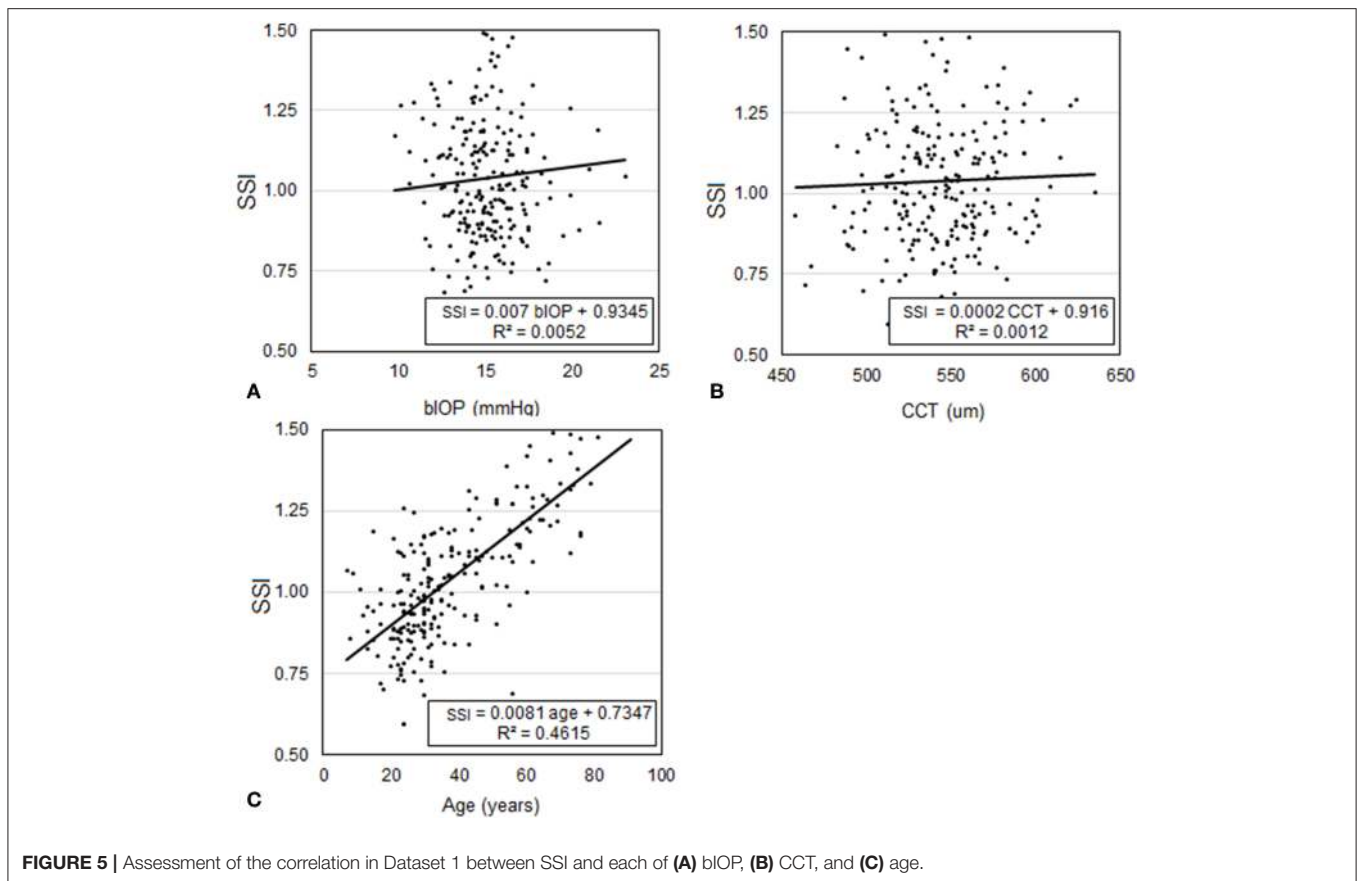 1.50
1.25
1.00
0.75
0.50
SSI
SSI = 0.007 bIOP + 0.9345
R² = 0.0052
5 10 15 20 25
A
bIOP (mmHg)
1.50
1.25
1.00
0.75
0.50
SSI
SSI = 0.0002 CCT + 0.916
R² = 0.0012
450 500 550 600 650
B
CCT (um)
1.50
1.25
1.00
0.75
0.50
SSI
SSI = 0.0081 age + 0.7347
R² = 0.4615
0 20 40 60 80 100
C
Age (years)
FIGURE 5 | Assessment of the correlation in Dataset 1 between SSI and each of (A) bIOP, (B) CCT, and (C) age.